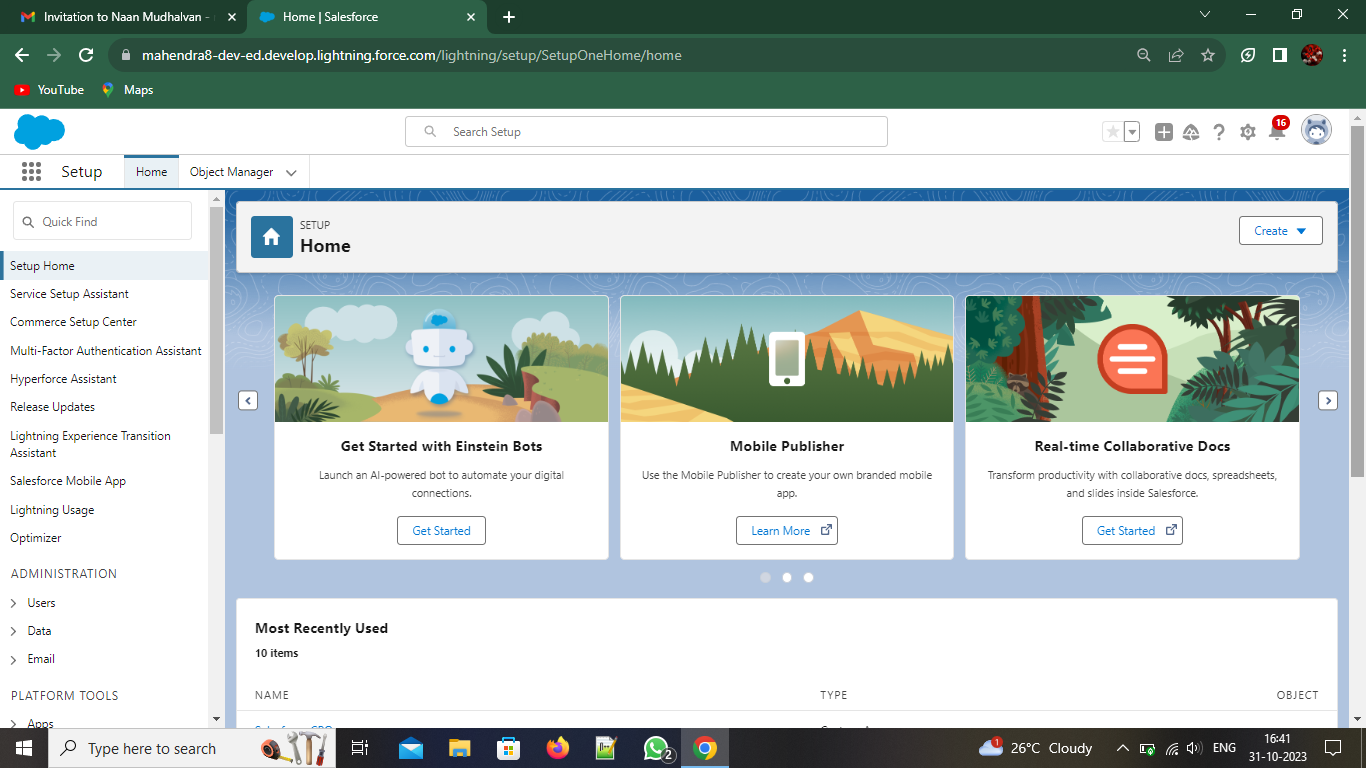 Invitation to Naan Mudhalvan -
Home | Salesforce
mahendra8-dev-ed.develop.lightning.force.com/lightning/setup/SetupOneHome/home
YouTube
Maps
Search Setup
16
Setup
Home
Object Manager
Quick Find
Setup Home
Service Setup Assistant
Commerce Setup Center
Multi-Factor Authentication Assistant
Hyperforce Assistant
Release Updates
Lightning Experience Transition
Assistant
Salesforce Mobile App
Lightning Usage
Optimizer
ADMINISTRATION
Users
Data
Email
PLATFORM TOOLS
Apps
SETUP
Home
Create
Get Started with Einstein Bots
Launch an AI-powered bot to automate your digital
connections.
Get Started
Mobile Publisher
Use the Mobile Publisher to create your own branded mobile
app.
Learn More
Real-time Collaborative Docs
Transform productivity with collaborative docs, spreadsheets,
and slides inside Salesforce.
Get Started
Most Recently Used
10 items
NAME TYPE OBJECT
Type here to search
2
1
26°C Cloudy
ENG
16:41
31-10-2023